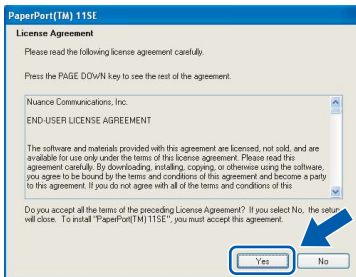 PaperPort(TM) 11SE
License Agreement
Please read the following license agreement carefully.
Press the PAGE DOWN key to see the rest of the agreement.
Nuance Communications, Inc.
END-USER LICENSE AGREEMENT
The software and materials provided with this agreement are licensed, not sold, and are
available for use only under the terms of this license agreement. Please read this
agreement carefully. By downloading, installing, copying, or otherwise using the software,
you agree to be bound by the terms and conditions of this agreement and become a party
to this agreement. If you do not agree with all of the terms and conditions of this
Do you accept all the terms of the preceding License Agreement? If you select No, the setup
will close. To install "PaperPort(TM) 11SE", you must accept this agreement.
Yes
No